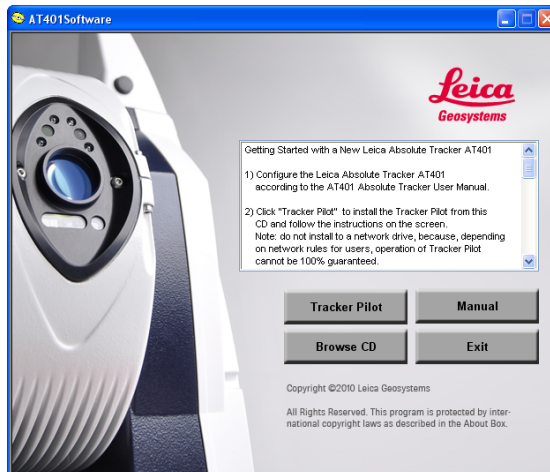 AT401Software
Leica
Geosystems
Getting Started with a New Leica Absolute Tracker AT401
1) Configure the Leica Absolute Tracker AT401
according to the AT401 Absolute Tracker User Manual.
2) Click "Tracker Pilot" to install the Tracker Pilot from this
CD and follow the instructions on the screen.
Note: do not install to a network drive, because, depending
on network rules for users, operation of Tracker Pilot
cannot be 100% guaranteed.
Tracker Pilot
Manual
Browse CD
Exit
Copyright ©2010 Leica Geosystems
All Rights Reserved. This program is protected by inter-
national copyright laws as described in the About Box.